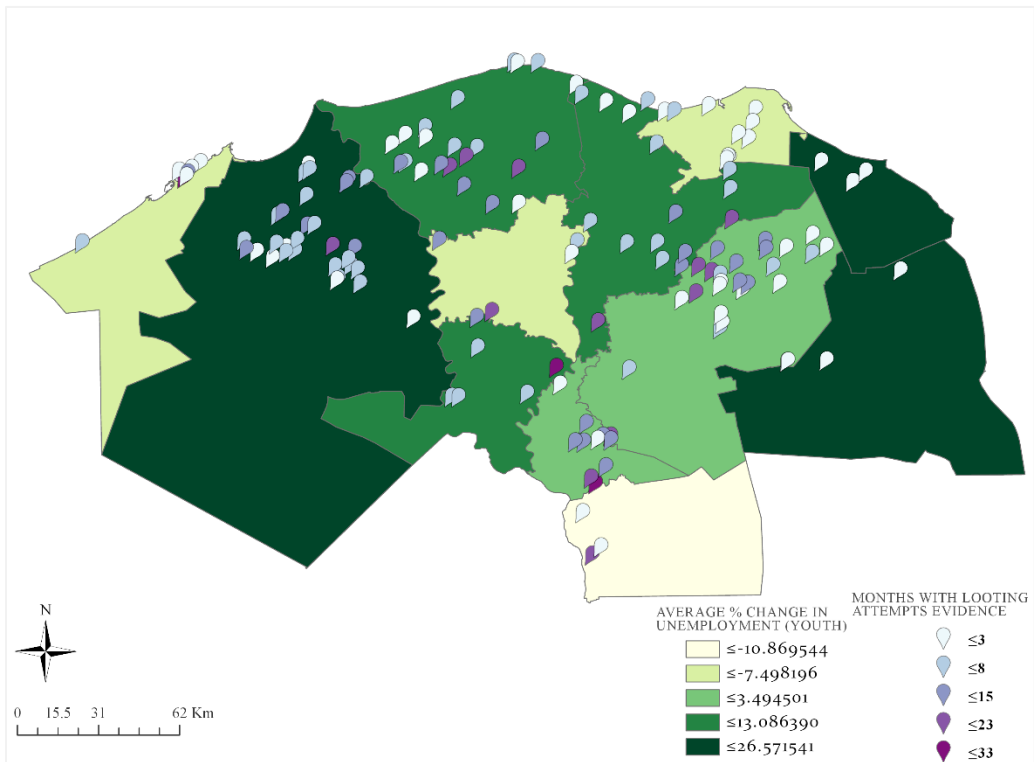 N
0 15.5 31 62 Km
AVERAGE % CHANGE IN
UNEMPLOYMENT (YOUTH)
≤-10.869544
≤-7.498196
≤3.494501
≤13.086390
≤26.571541
MONTHS WITH LOOTING
ATTEMPTS EVIDENCE
≤3
≤8
≤15
≤23
≤33